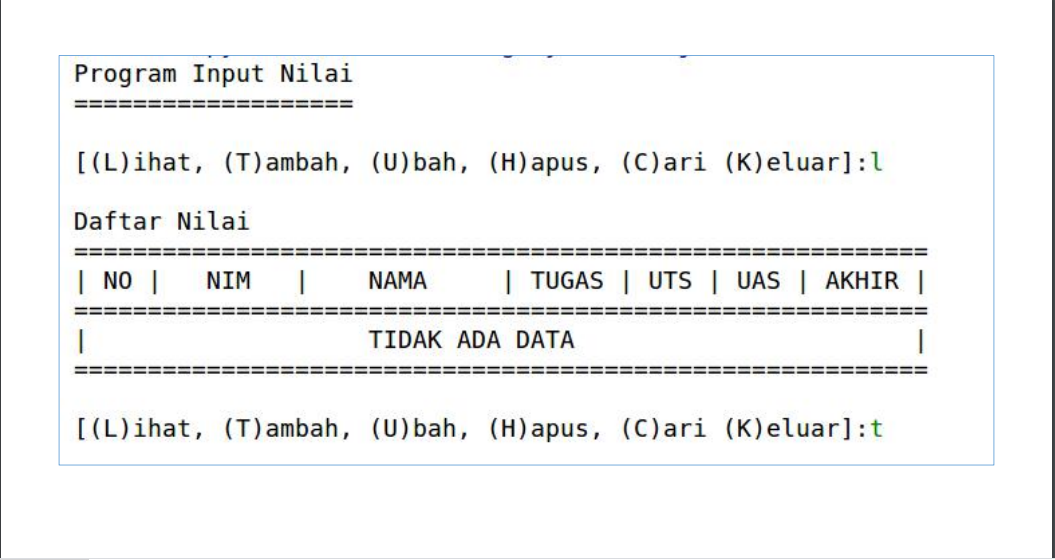 Program Input Nilai
===================
[(L)ihat, (T)ambah, (U)bah, (H)apus, (C)ari (K)eluar]:l
Daftar Nilai
==========================================================
| NO |   NIM   |    NAMA     | TUGAS | UTS | UAS | AKHIR |
==========================================================
|                   TIDAK ADA DATA                       |
==========================================================
[(L)ihat, (T)ambah, (U)bah, (H)apus, (C)ari (K)eluar]:t